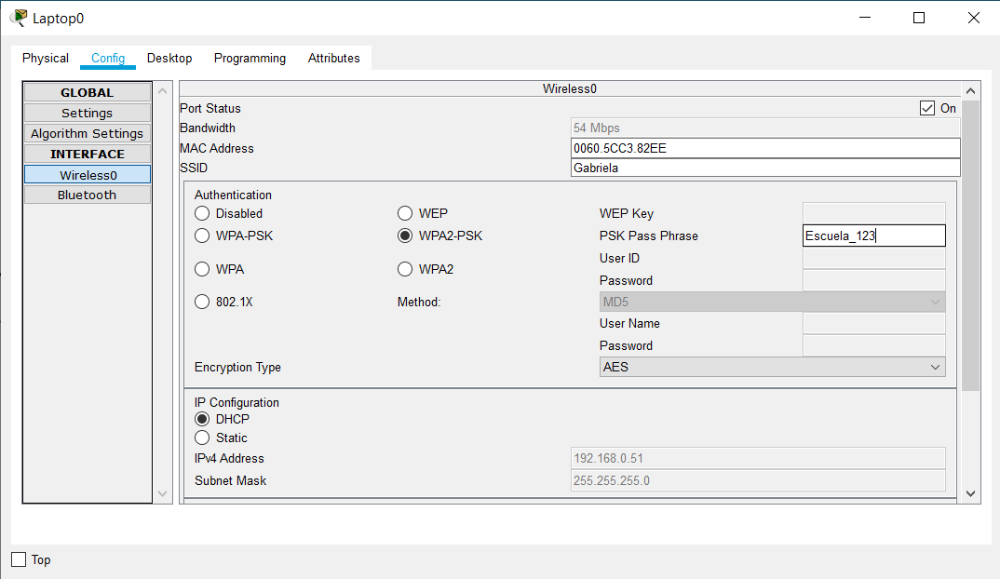 Laptop0
Physical Config Desktop Programming Attributes
GLOBAL
Settings
Algorithm Settings
INTERFACE
Wireless0
Bluetooth
Wireless0
Port Status On
Bandwidth 54 Mbps
MAC Address 0060.5CC3.82EE
SSID Gabriela
Authentication
Disabled WEP WEP Key
WPA-PSK WPA2-PSK PSK Pass Phrase Escuela_123
User ID
WPA WPA2
Password
802.1X Method: MD5
User Name
Password
Encryption Type AES
IP Configuration
DHCP
Static
IPv4 Address 192.168.0.51
Subnet Mask 255.255.255.0
Top